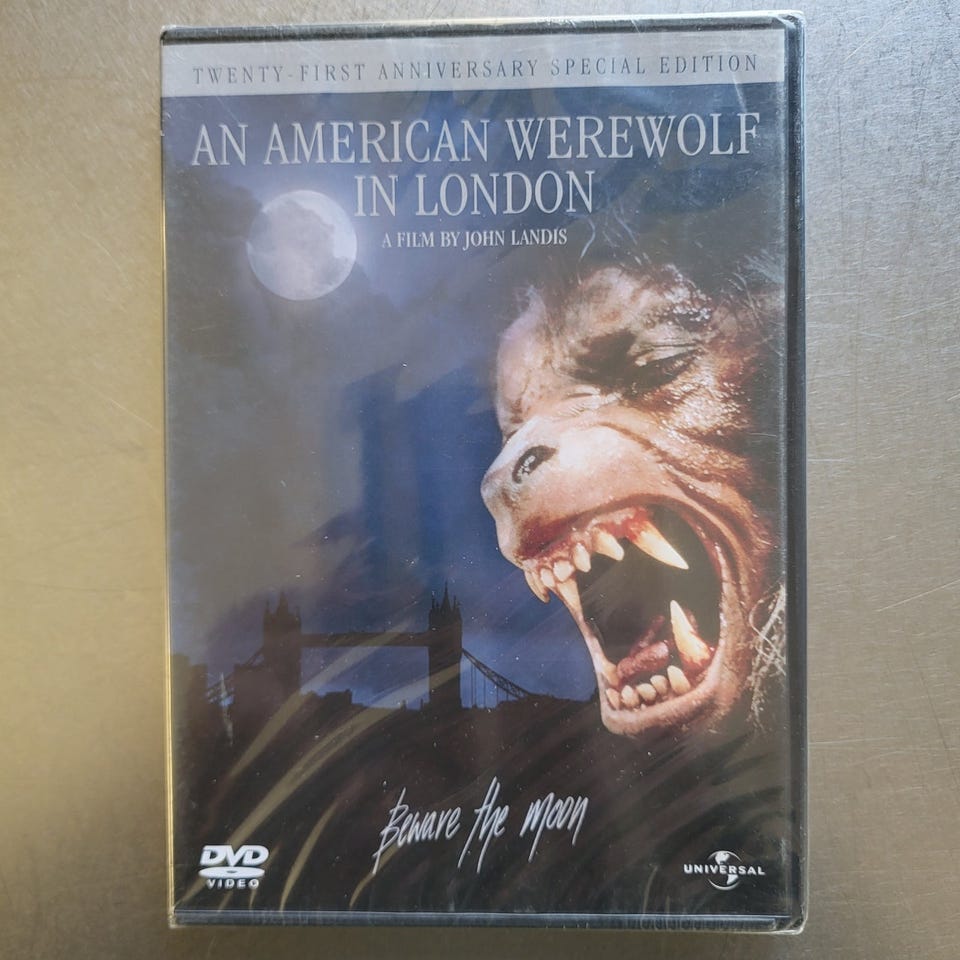 TWENTY-FIRST ANNIVERSARY SPECIAL EDITION
AN AMERICAN WEREWOLF
IN LONDON
A FILM BY JOHN LANDIS
Beware the moon
DVD
VIDEO
UNIVERSAL